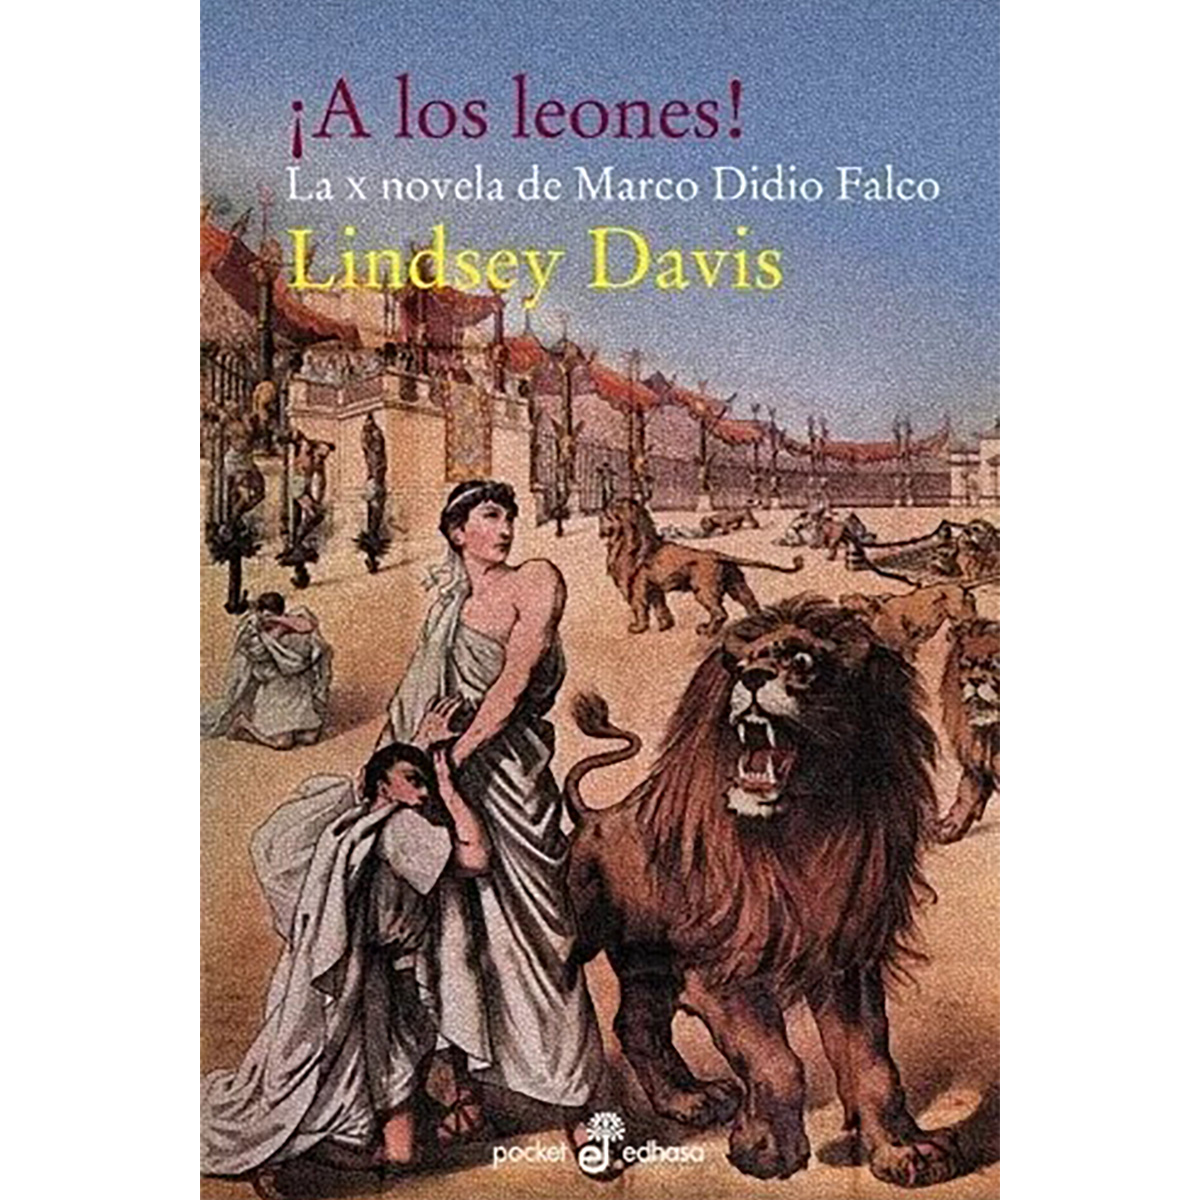 ¡A los leones!
La x novela de Marco Didio Falco
Lindsey Davis
pocket edhasa